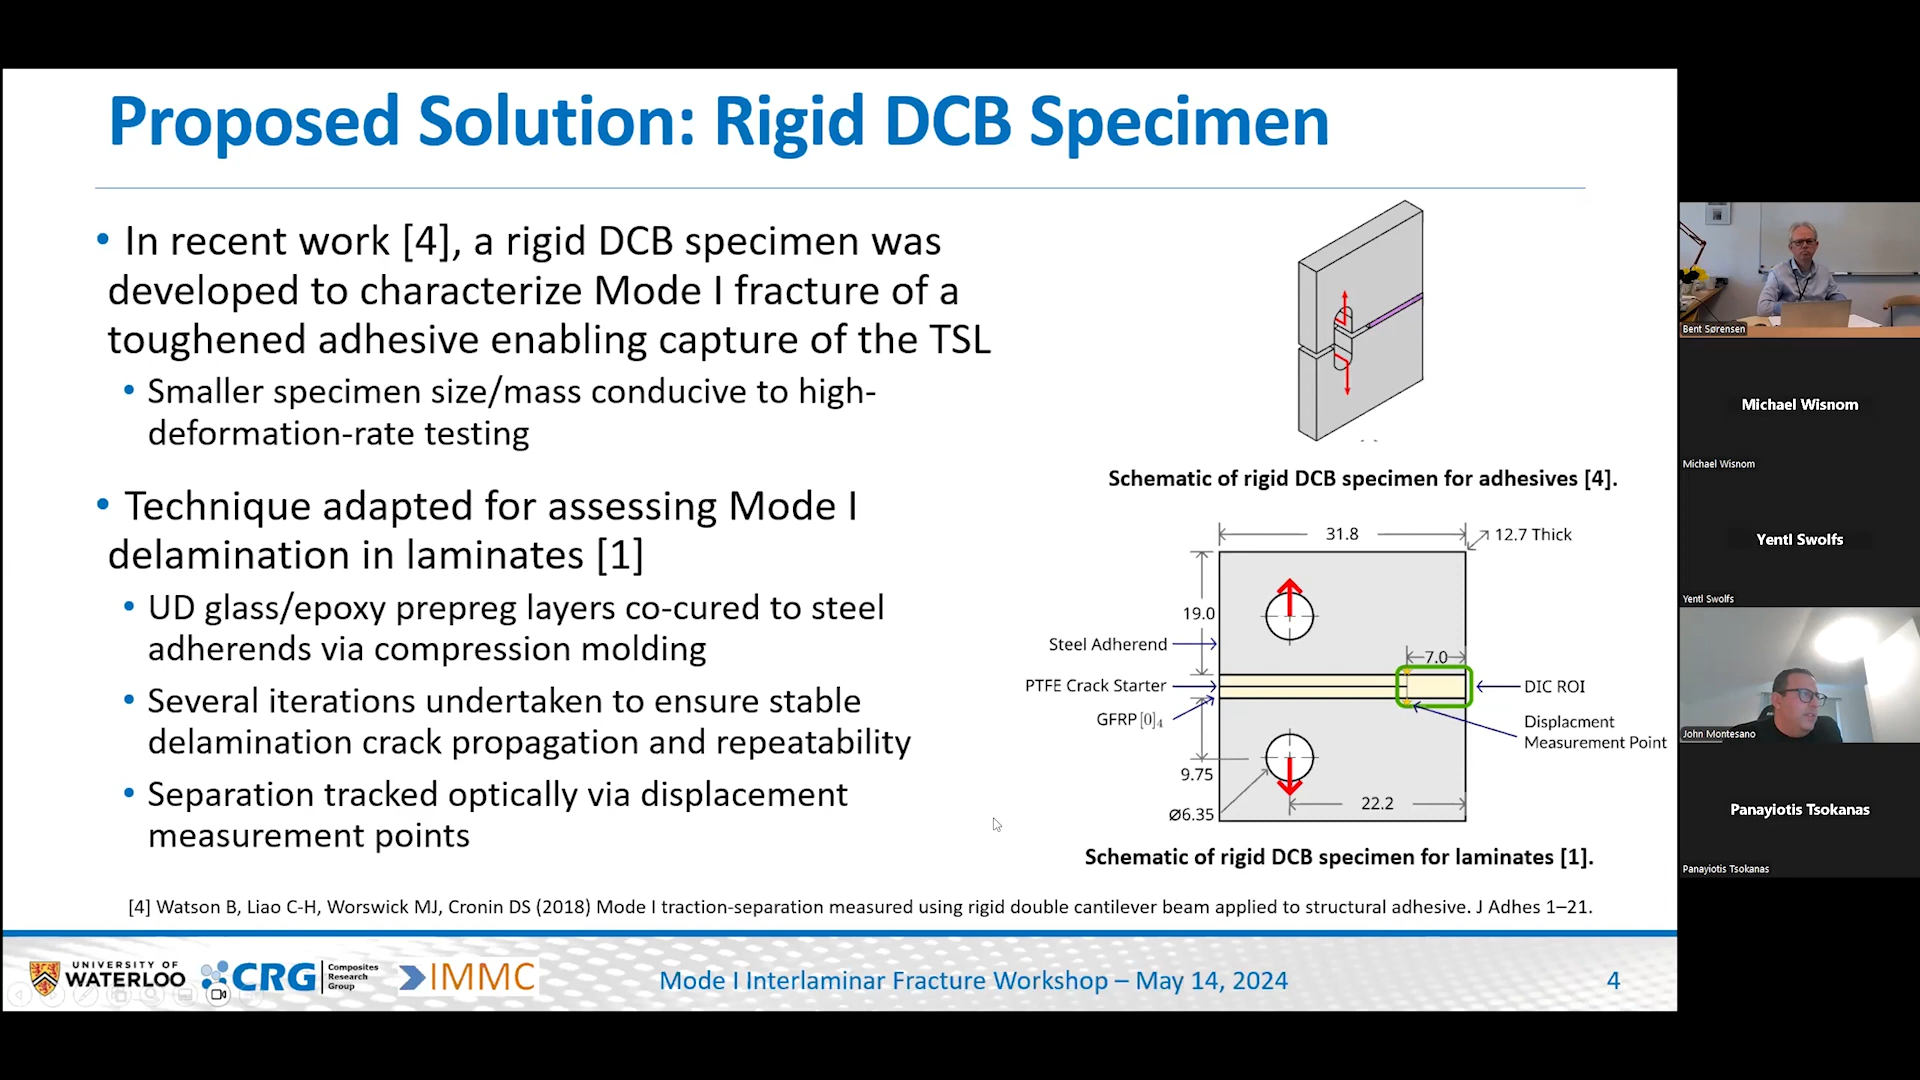 Proposed Solution: Rigid DCB Specimen
• In recent work [4], a rigid DCB specimen was
developed to characterize Mode I fracture of a
toughened adhesive enabling capture of the TSL
• Smaller specimen size/mass conducive to high-
deformation-rate testing
• Technique adapted for assessing Mode I
delamination in laminates [1]
• UD glass/epoxy prepreg layers co-cured to steel
adherends via compression molding
• Several iterations undertaken to ensure stable
delamination crack propagation and repeatability
• Separation tracked optically via displacement
measurement points
Schematic of rigid DCB specimen for adhesives [4].
31.8
12.7 Thick
19.0
Steel Adherend
7.0
PTFE Crack Starter
DIC ROI
GFRP [0]4
Displacment
Measurement Point
9.75
22.2
Ø6.35
Schematic of rigid DCB specimen for laminates [1].
[4] Watson B, Liao C-H, Worswick MJ, Cronin DS (2018) Mode I traction-separation measured using rigid double cantilever beam applied to structural adhesive. J Adhes 1–21.
UNIVERSITY OF
WATERLOO
CRG
Composites
Research
Group
IMMC
Mode I Interlaminar Fracture Workshop – May 14, 2024
4
Bent Sørensen
Michael Wisnom
Michael Wisnom
Yentl Swolfs
Yentl Swolfs
John Montesano
Panayiotis Tsokanas
Panayiotis Tsokanas